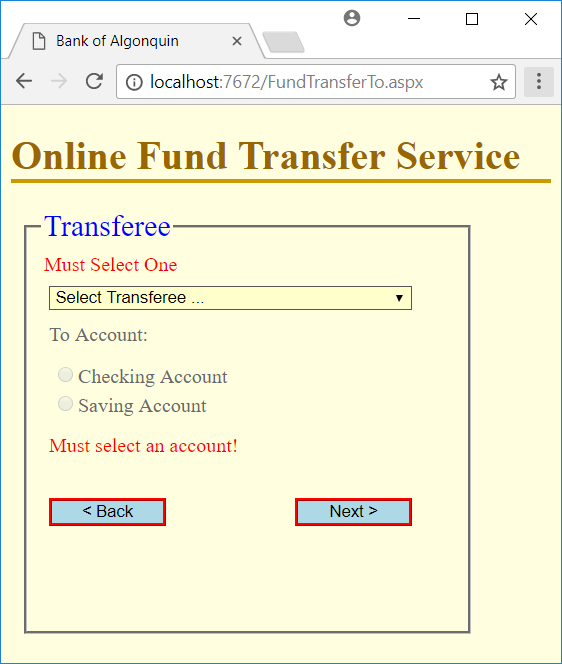 Bank of Algonquin
localhost:7672/FundTransferTo.aspx
Online Fund Transfer Service
Transferee
Must Select One
Select Transferee ...
To Account:
Checking Account
Saving Account
Must select an account!
< Back Next >